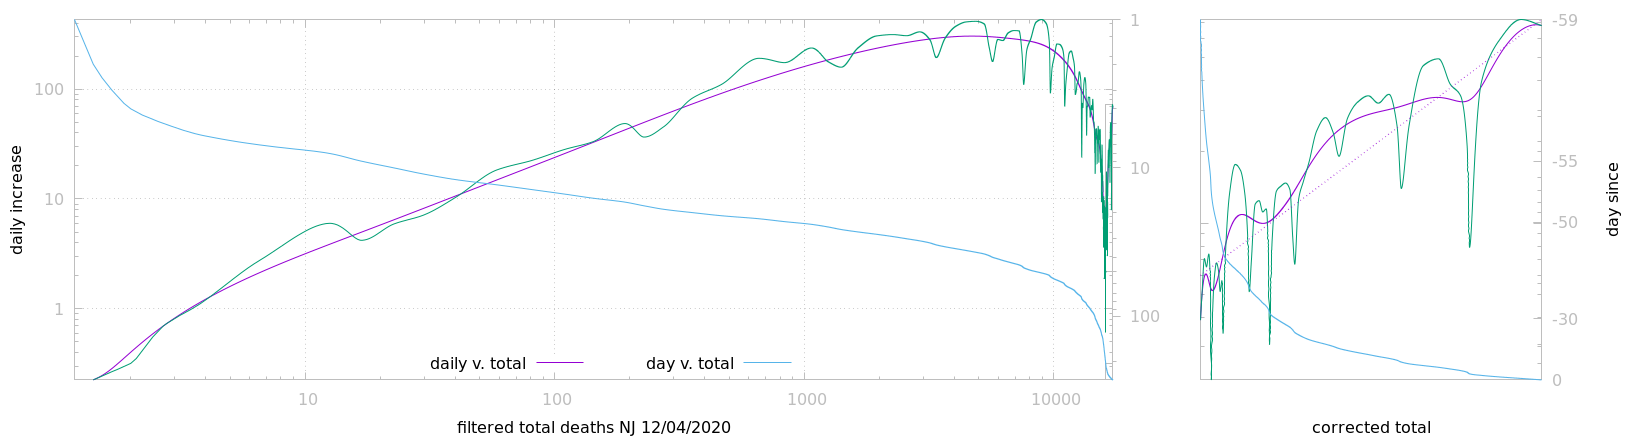 1
-59
100
10
-55
daily increase
10
-50
day since
1
100
-30
daily v. total
day v. total
0
10
100
1000
10000
filtered total deaths NJ 12/04/2020
corrected total